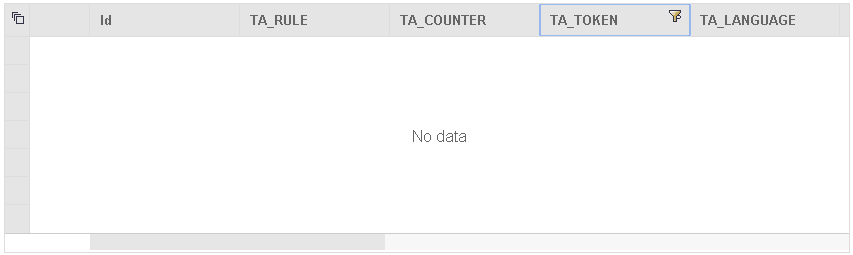 Id TA_RULE TA_COUNTER TA_TOKEN TA_LANGUAGE
No data